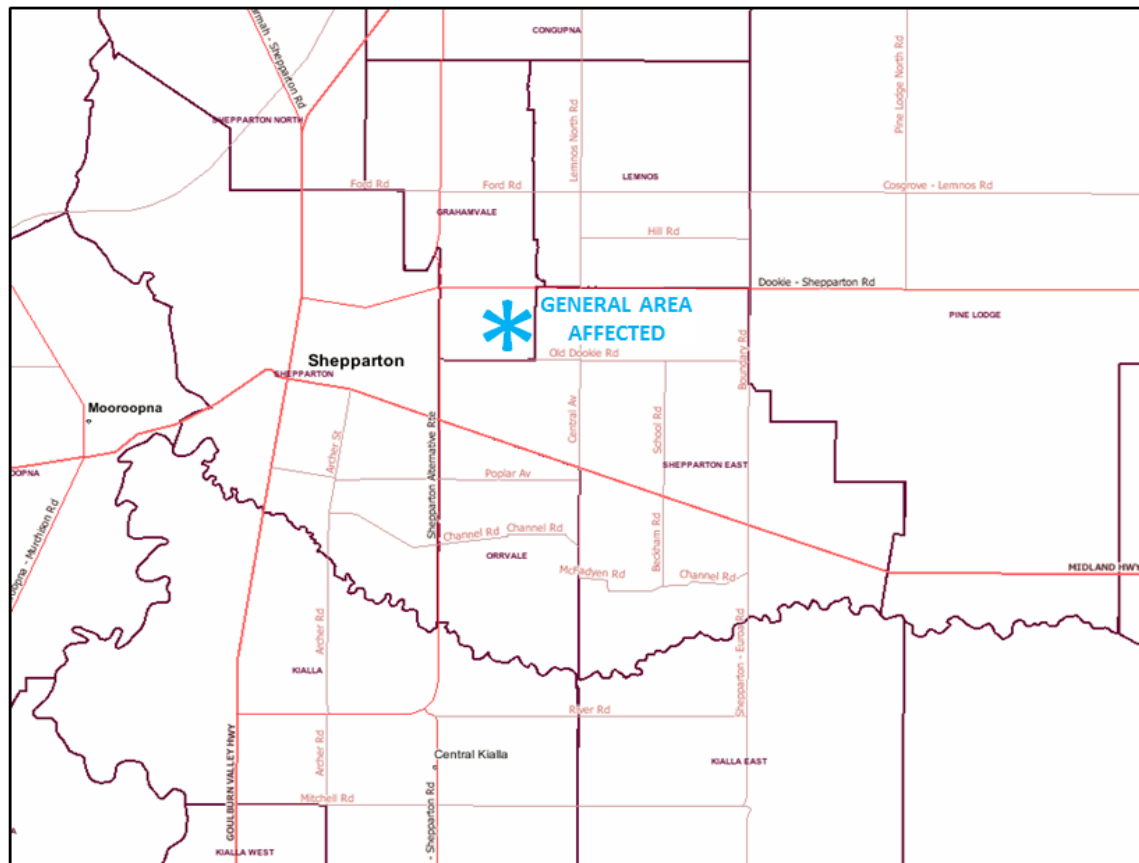 CONGUPNA
armah - Shepparton Rd
Pine Lodge North Rd
SHEPPARTON NORTH
Lemnos North Rd
LEMNOS
Ford Rd
Ford Rd
Cosgrove - Lemnos Rd
GRAHAMVALE
Hill Rd
Dookie - Shepparton Rd
GENERAL AREA
AFFECTED
PINE LODGE
Old Dookie Rd
Boundary Rd
Shepparton
SHEPPARTON
Mooroopna
Central Av
School Rd
Archer St
Shepparton Alternative Rte
SHEPPARTON EAST
OOPNA
Poplar Av
oopna - Murchison Rd
Channel Rd
Channel Rd
Beckham Rd
ORRVALE
McFadyen Rd
Channel Rd
MIDLAND HWY
Archer Rd
Shepparton - Euroa Rd
KIALLA
River Rd
GOULBURN VALLEY HWY
Archer Rd
Central Kialla
KIALLA EAST
- Shepparton Rd
Mitchell Rd
A
KIALLA WEST